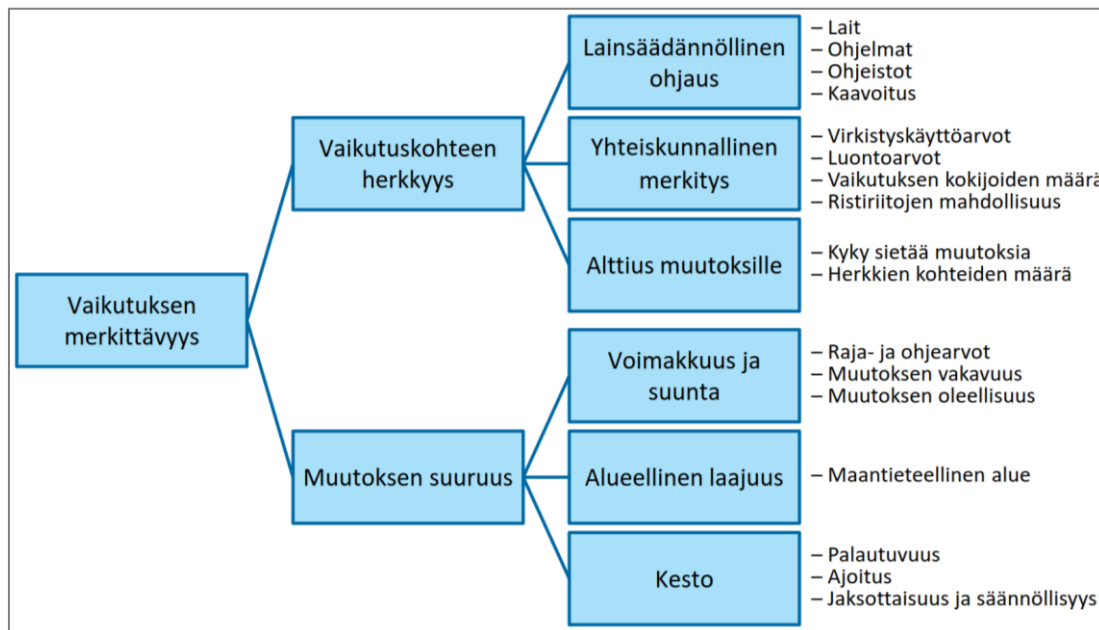 Vaikutuksen
merkittävyys
Vaikutuskohteen
herkkyys
Lainsäädännöllinen
ohjaus
– Lait
– Ohjelmat
– Ohjeistot
– Kaavoitus
Yhteiskunnallinen
merkitys
– Virkistyskäyttöarvot
– Luontoarvot
– Vaikutuksen kokijoiden määrä
– Ristiriitojen mahdollisuus
Alttius muutoksille
– Kyky sietää muutoksia
– Herkkien kohteiden määrä
Muutoksen suuruus
Voimakkuus ja
suunta
– Raja- ja ohjearvot
– Muutoksen vakavuus
– Muutoksen oleellisuus
Alueellinen laajuus
– Maantieteellinen alue
Kesto
– Palautuvuus
– Ajoitus
– Jaksottaisuus ja säännöllisyys